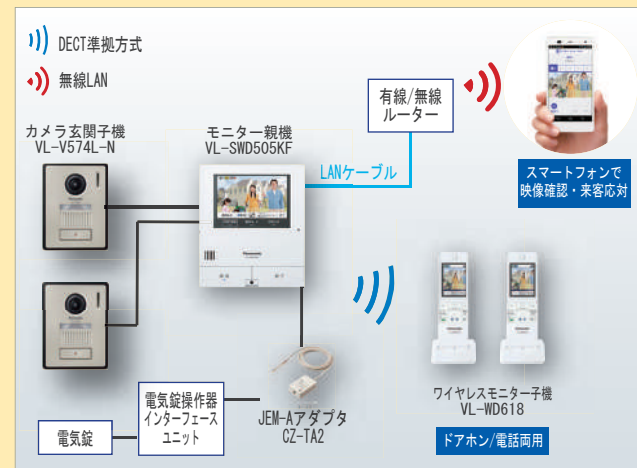 DECT準拠方式
無線LAN
カメラ玄関子機
VL-V574L-N
モニター親機
VL-SWD505KF
有線/無線
ルーター
LANケーブル
スマートフォンで
映像確認・来客応対
JEM-Aアダプタ
CZ-TA2
電気錠操作器
インターフェース
ユニット
電気錠
ワイヤレスモニター子機
VL-WD618
ドアホン/電話両用